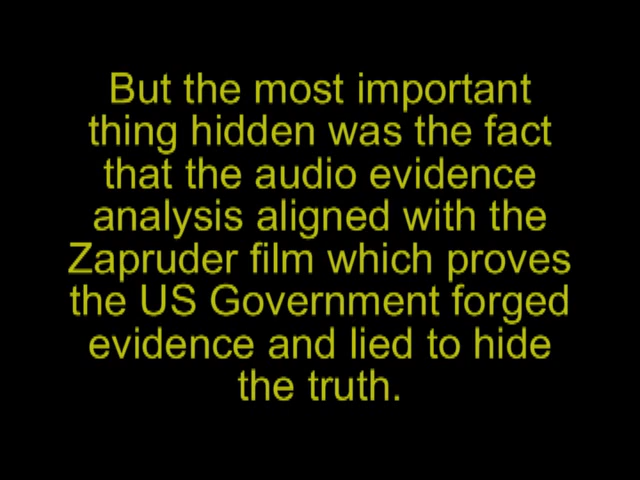 But the most important
thing hidden was the fact
that the audio evidence
analysis aligned with the
Zapruder film which proves
the US Government forged
evidence and lied to hide
the truth.